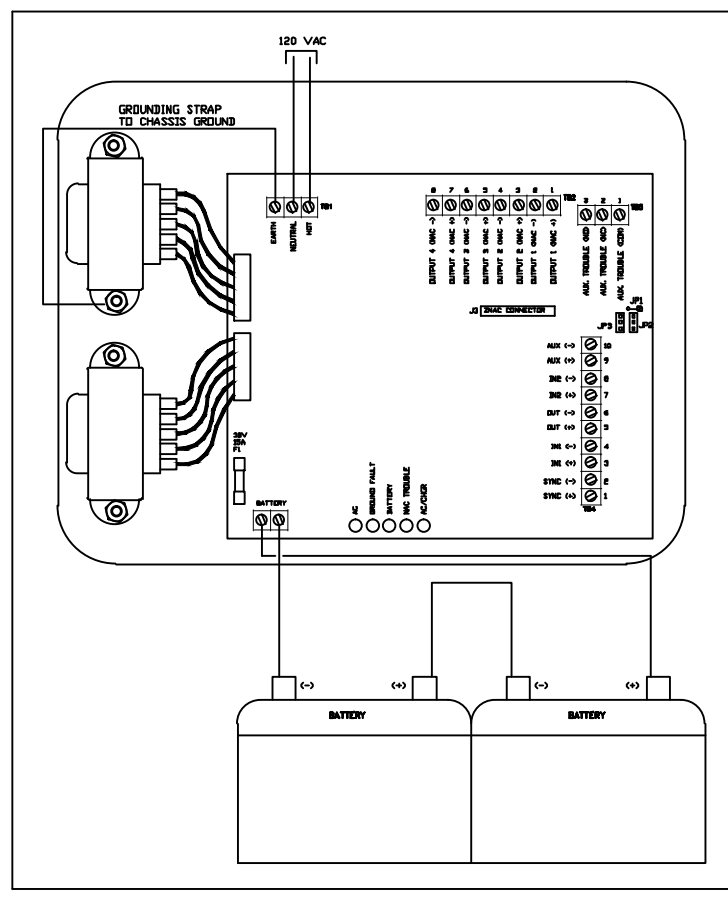 120 VAC
GROUNDING STRAP
TO CHASSIS GROUND
8 7 6 5 4 3 2 1
TB2
3 2 1
TB3
TB1
EARTH
NEUTRAL
HOT
OUTPUT 4 (NAC -)
OUTPUT 4 (NAC +)
OUTPUT 3 (NAC -)
OUTPUT 3 (NAC +)
OUTPUT 2 (NAC -)
OUTPUT 2 (NAC +)
OUTPUT 1 (NAC -)
OUTPUT 1 (NAC +)
AUX. TROUBLE (NO)
AUX. TROUBLE (NC)
AUX. TROUBLE (COM)
JP1
J3 INAC CONNECTOR
JP3
JP2
AUX (-) 10
AUX (+) 9
IN2 (-) 8
IN2 (+) 7
OUT (-) 6
OUT (+) 5
IN1 (-) 4
IN1 (+) 3
SYNC (-) 2
SYNC (+) 1
TB4
15A
F1
BATTERY
AC
GROUND FAULT
BATTERY
NAC TROUBLE
AC/CHGR
(-) (+) (-) (+)
BATTERY
BATTERY